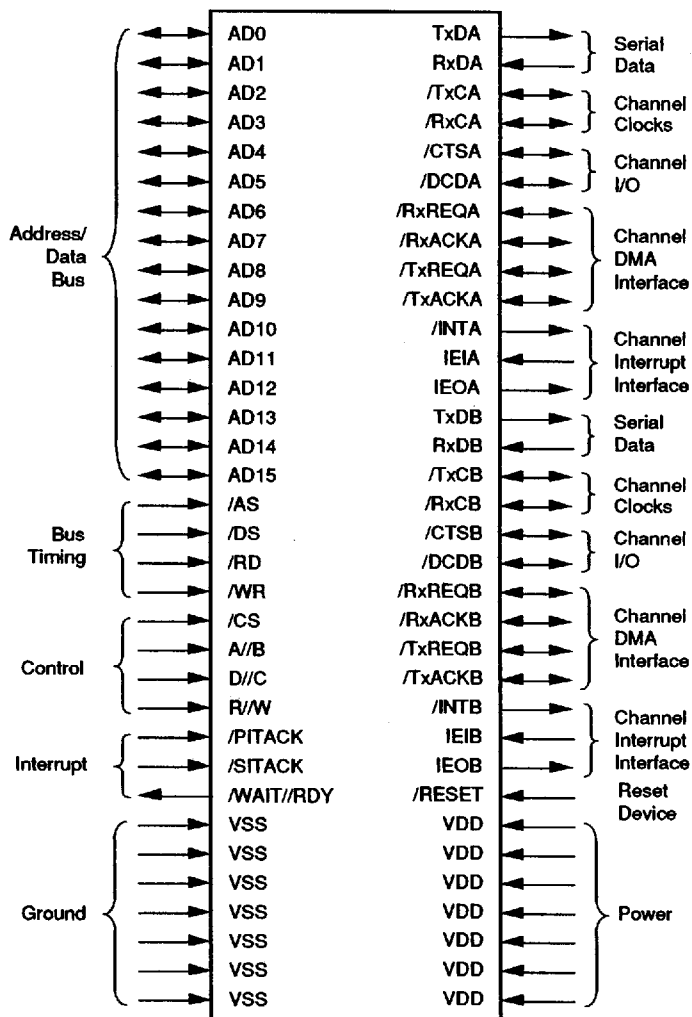 AD0 TxDA
AD1 RxDA
Serial
Data
AD2 /TxCA
AD3 /RxCA
Channel
Clocks
AD4 /CTSA
AD5 /DCDA
Channel
I/O
AD6 /RxREQA
AD7 /RxACKA
AD8 /TxREQA
AD9 /TxACKA
Channel
DMA
Interface
Address/
Data
Bus
AD10 /INTA
AD11 IEIA
AD12 IEOA
Channel
Interrupt
Interface
AD13 TxDB
AD14 RxDB
Serial
Data
AD15 /TxCB
/AS /RxCB
Channel
Clocks
/DS /CTSB
/RD /DCDB
Channel
I/O
Bus
Timing
/WR /RxREQB
/CS /RxACKB
A//B /TxREQB
D//C /TxACKB
Channel
DMA
Interface
Control
R//W /INTB
/PITACK IEIB
/SITACK IEOB
Channel
Interrupt
Interface
Interrupt
/WAIT//RDY /RESET
Reset
Device
VSS VDD
VSS VDD
VSS VDD
Ground VSS VDD Power
VSS VDD
VSS VDD
VSS VDD